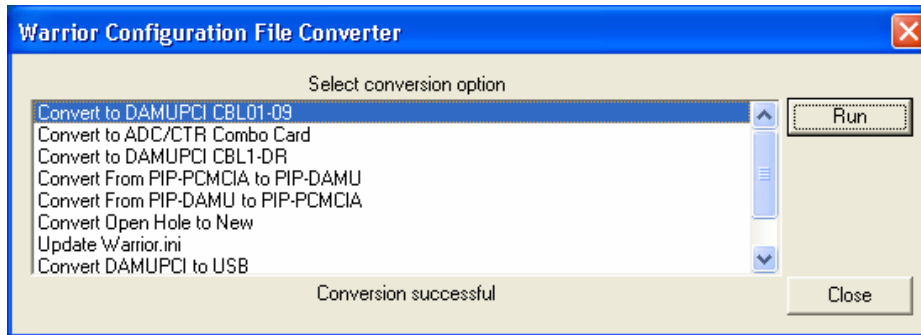 Warrior Configuration File Converter
Select conversion option
Convert to DAMUPCI CBL01-09
Convert to ADC/CTR Combo Card
Convert to DAMUPCI CBL1-DR
Convert From PIP-PCMCIA to PIP-DAMU
Convert From PIP-DAMU to PIP-PCMCIA
Convert Open Hole to New
Update Warrior.ini
Convert DAMUPCI to USB
Run
Conversion successful
Close